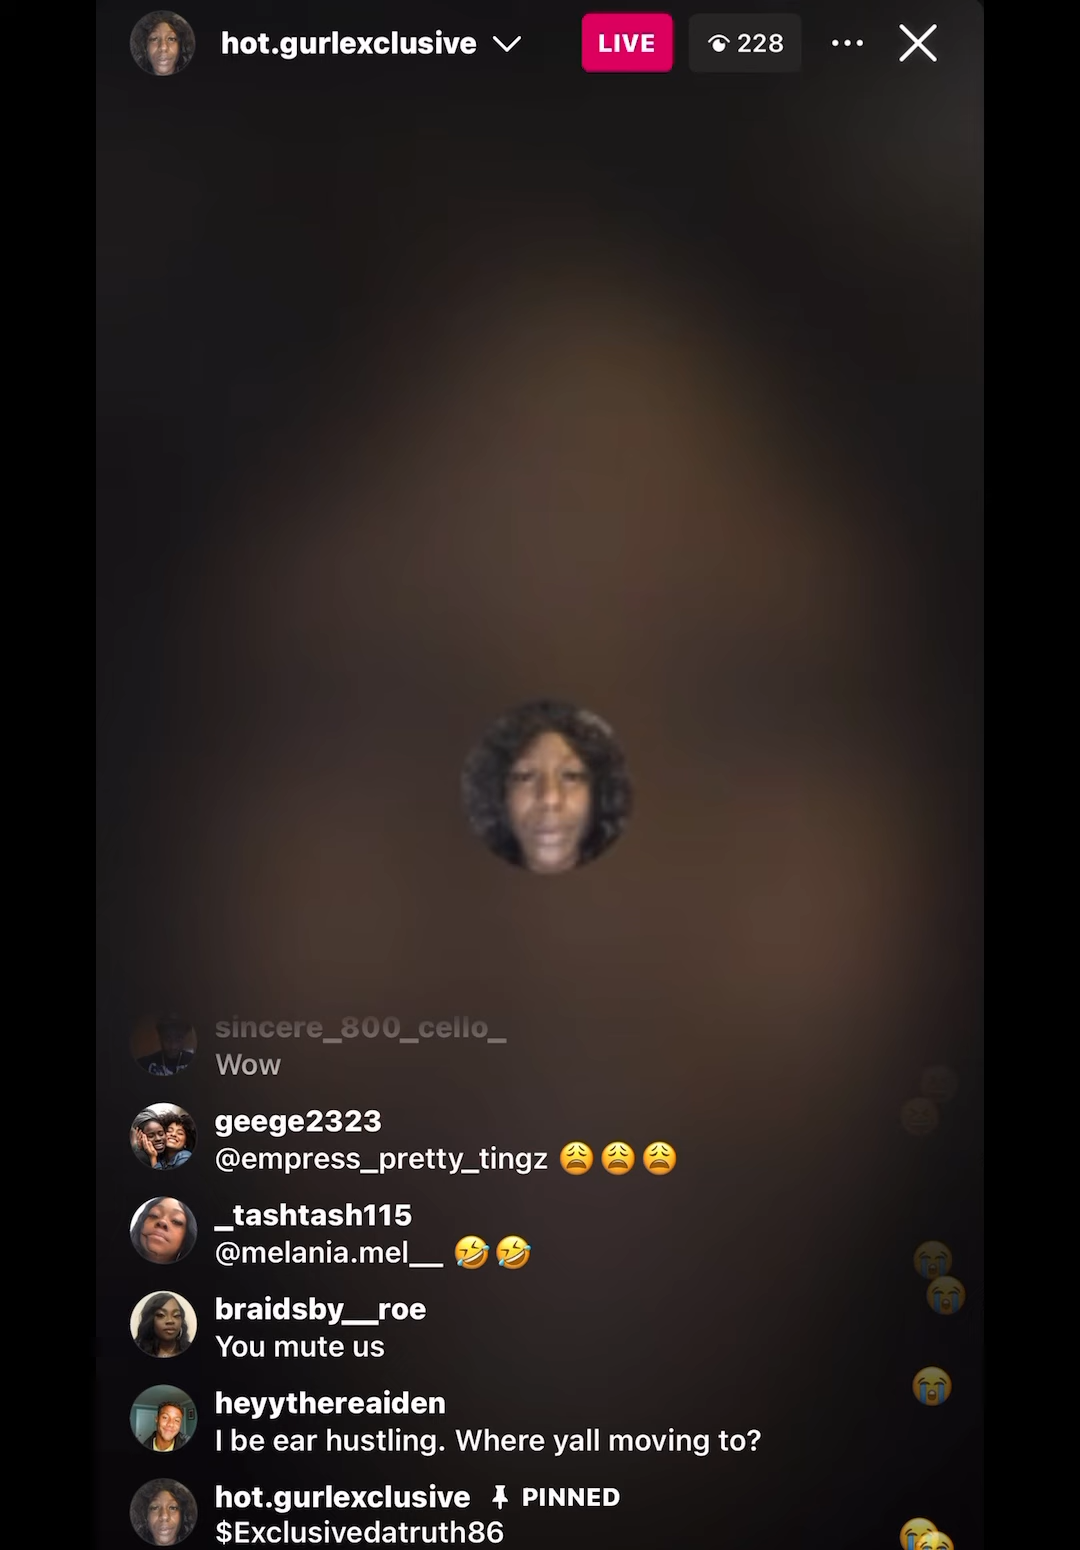 hot.gurlexclusive
LIVE
228
sincere_800_cello_
Wow
geege2323
@empress_pretty_tingz 😩😩😩
_tashtash115
@melania.mel__ 🤣🤣
braidsby__roe
You mute us
heyythereaiden
I be ear hustling. Where yall moving to?
hot.gurlexclusive PINNED
$Exclusivedatruth86